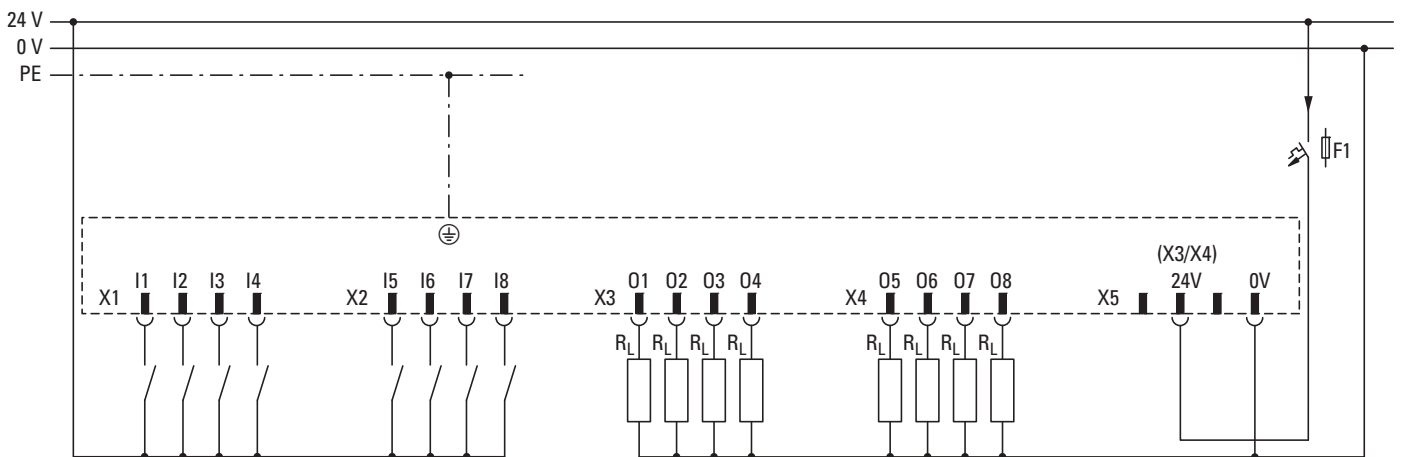 24 V
0 V
PE
F1
(X3/X4)
X1 I1 I2 I3 I4 X2 I5 I6 I7 I8 X3 O1 O2 O3 O4 X4 O5 O6 O7 O8 X5 24V 0V
RL RL RL RL RL RL RL RL